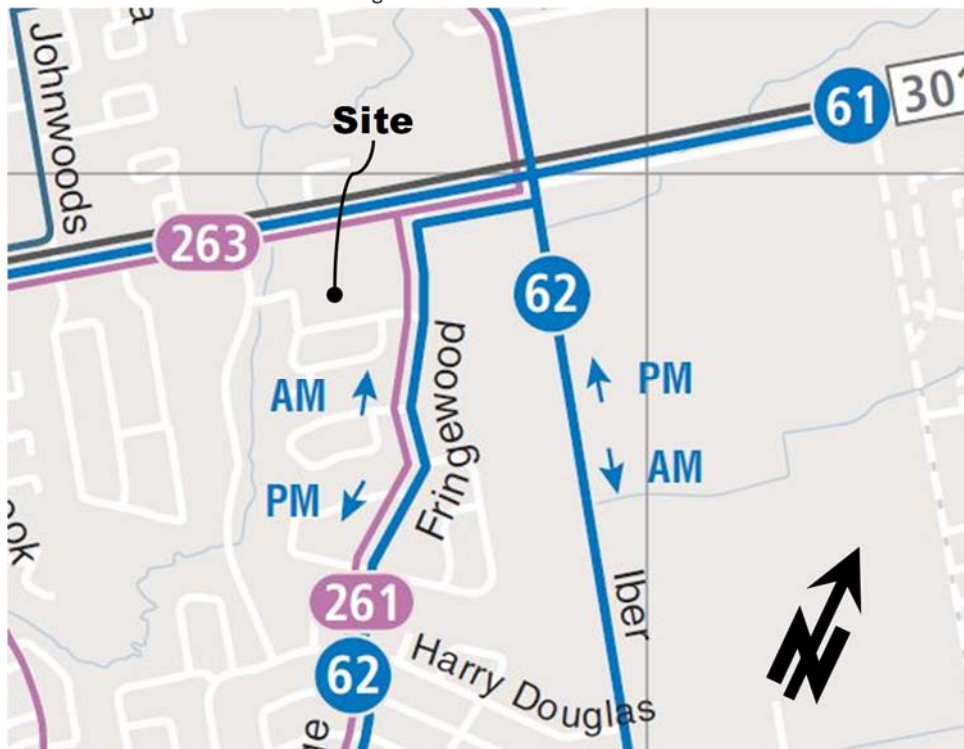 Johnwoods
Site
61
301
263
62
AM
PM
Fringewood
PM
AM
261
62
Iber
Harry Douglas
N